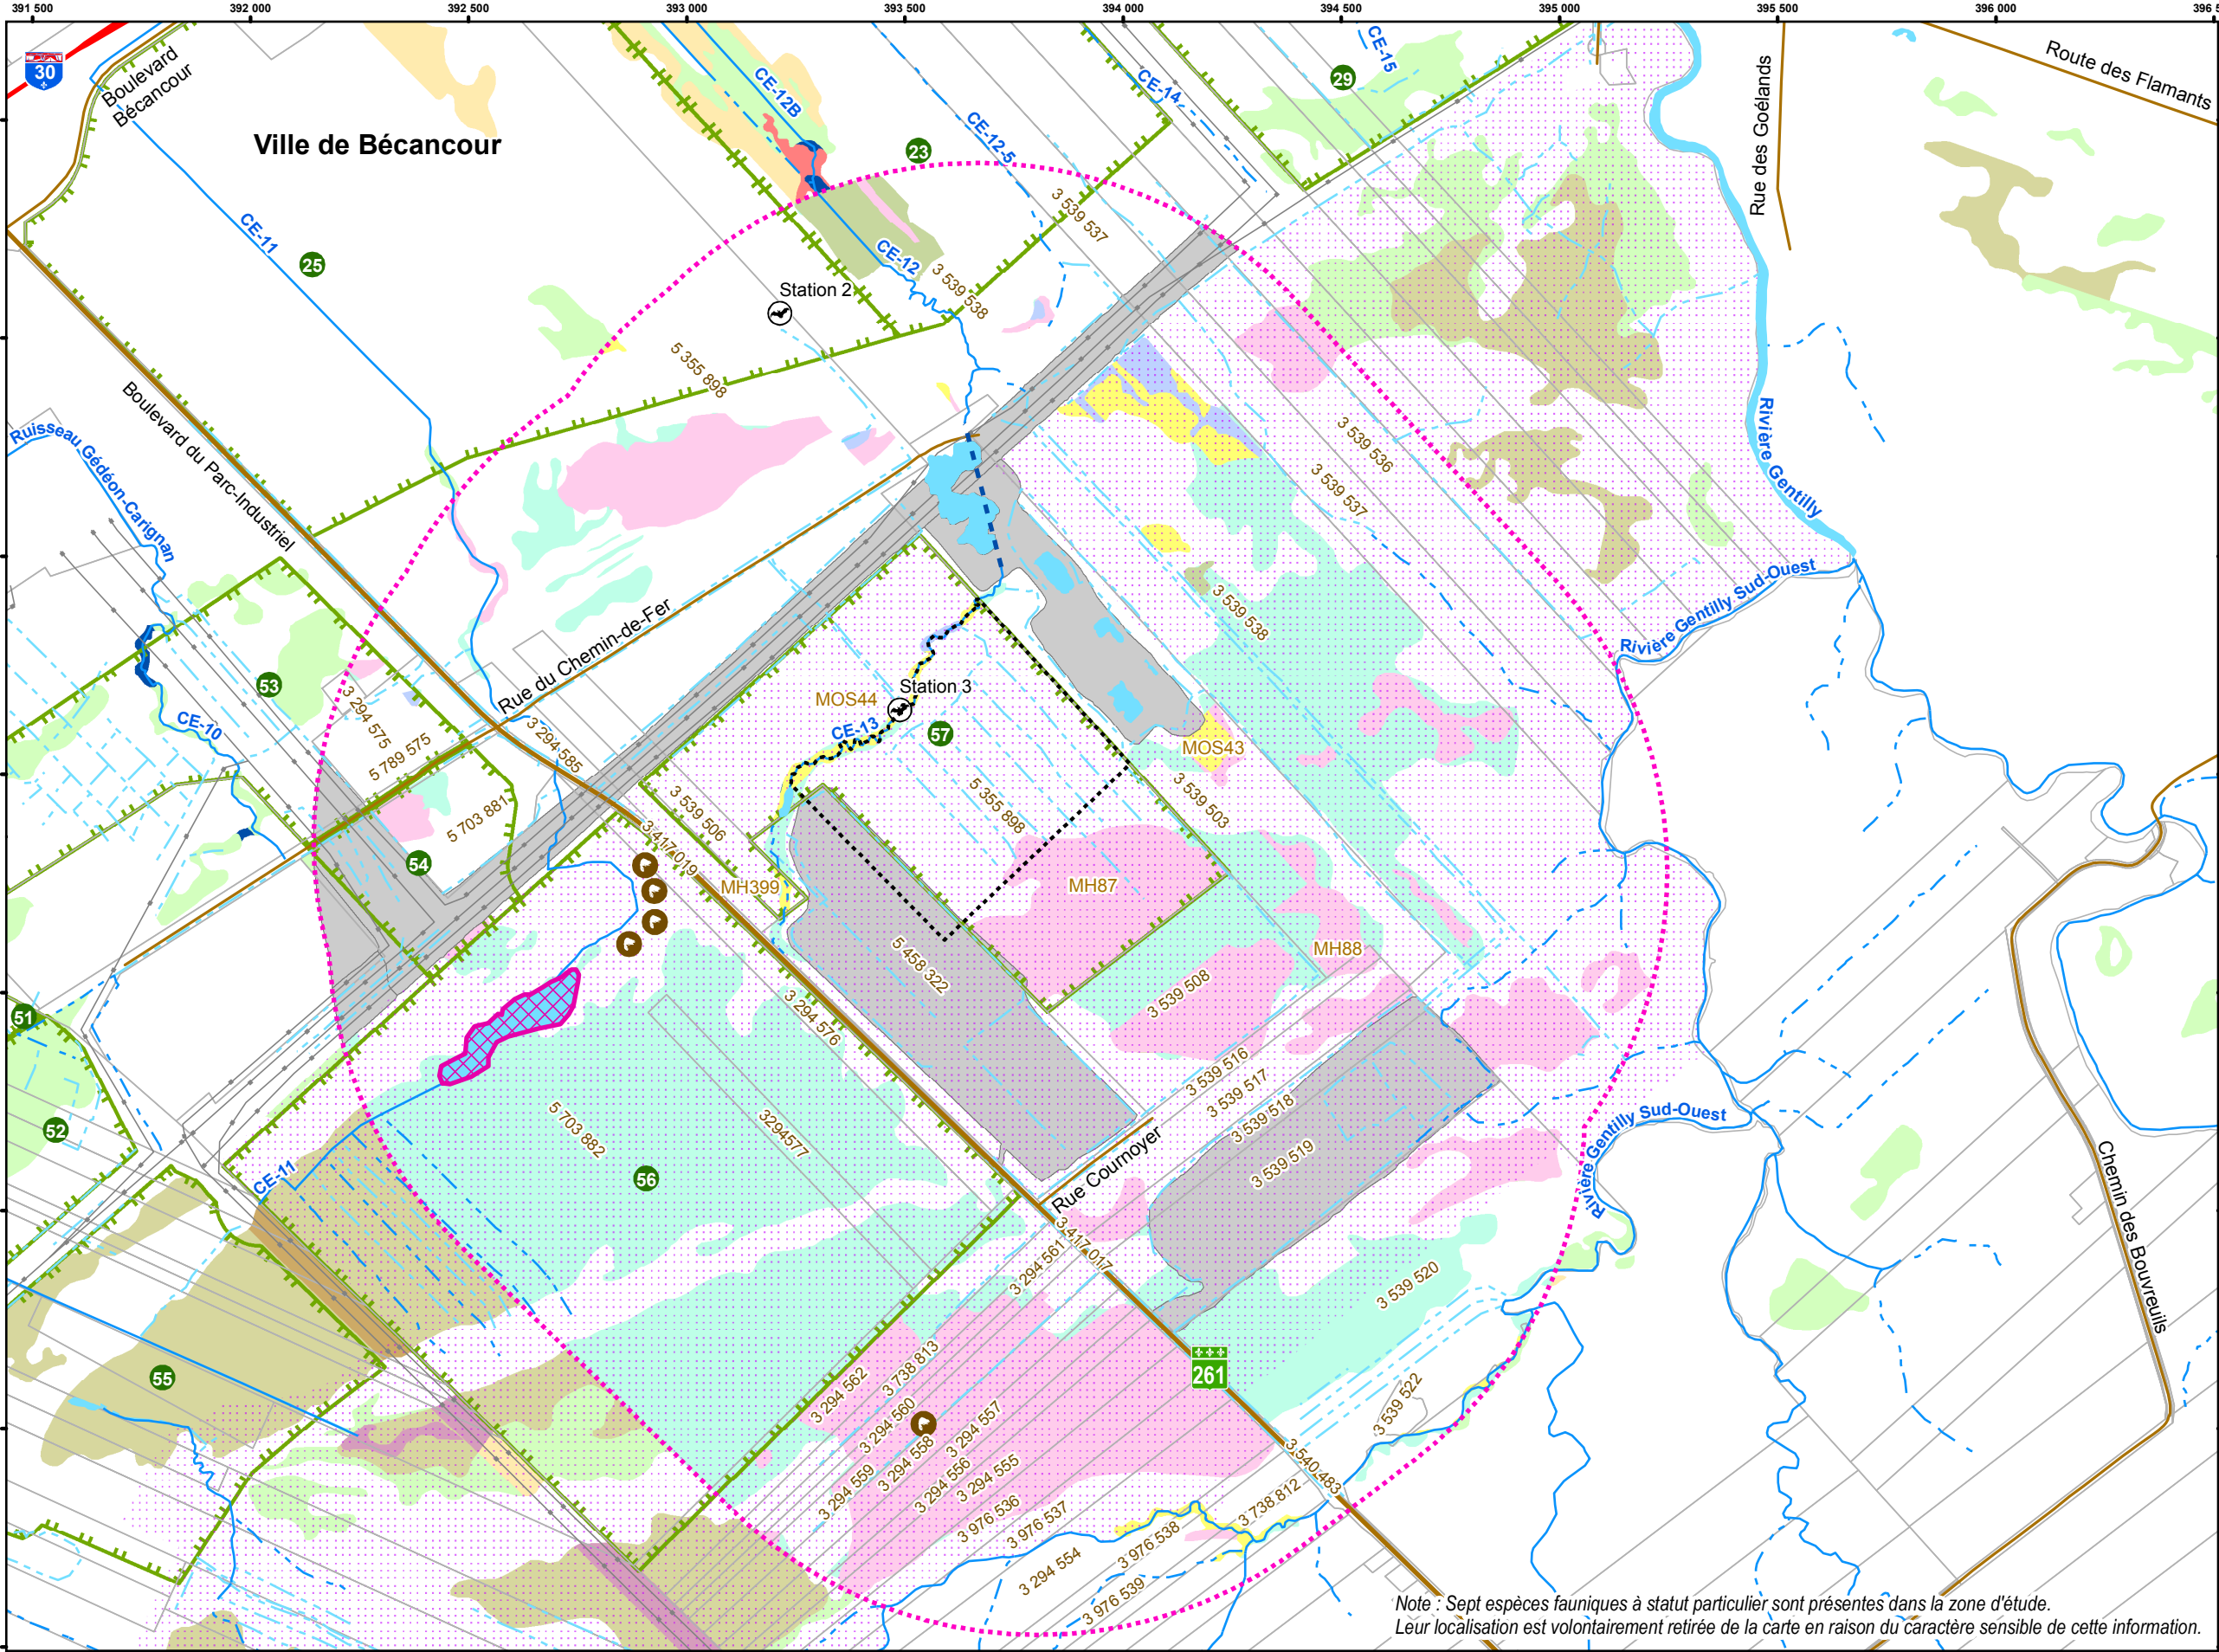 391 500
392 000
392 500
393 000
393 500
394 000
394 500
395 000
395 500
396 000
396 5
30
Boulevard
Bécancour
Ville de Bécancour
CE-12B
CE-12-5
CE-14
CE-15
29
23
Rue des Goélands
Route des Flamants
CE-11
25
CE-12
3 539 537
3 539 538
Station 2
5 355 898
Boulevard du Parc-Industriel
Ruisseau Gédéon-Carignan
3 539 536
3 539 537
Rivière Gentilly
Rivière Gentilly Sud-Ouest
3 539 538
Rue du Chemin-de-Fer
53
3 294 575
CE-10
5 789 575
3 294 585
MOS44
Station 3
CE-13
57
MOS43
5 703 881
54
3 539 506
3 417 019
5 355 898
3 539 503
MH399
MH87
MH88
5 458 322
3 539 508
51
3 294 576
52
5 703 882
3294577
3 539 516
3 539 517
3 539 518
3 539 519
Rivière Gentilly Sud-Ouest
Rue Cournoyer
CE-11
56
3 417 017
3 294 561
3 539 520
Chemin des Bouvreuils
55
261
3 294 562
3 738 813
3 294 560
3 294 557
3 294 558
3 294 556
3 294 559
3 294 555
3 539 522
3 540 483
3 976 536
3 976 537
3 738 812
3 976 538
3 294 554
3 976 539
Note : Sept espèces fauniques à statut particulier sont présentes dans la zone d'étude.
Leur localisation est volontairement retirée de la carte en raison du caractère sensible de cette information.